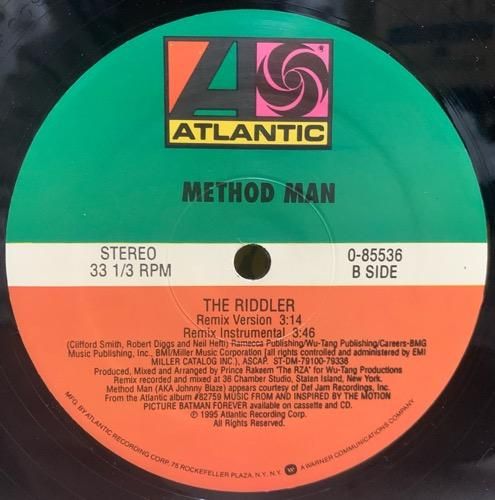 ATLANTIC
METHOD MAN
STEREO
33 1/3 RPM
0-85536
B SIDE
THE RIDDLER
Remix Version 3:14
Remix Instrumental 3:46
(Clifford Smith, Robert Diggs and Neil Hefti) Ramecca Publishing/Wu-Tang Publishing/Careers-BMG
Music Publishing, Inc., BMI/Miller Music Corporation [all rights controlled and administered by EMI
MILLER CATALOG INC.), ASCAP. ST-DM-79100-79336
Produced, Mixed and Arranged by Prince Rakeem "The RZA" for Wu-Tang Productions
Remix recorded and mixed at 36 Chamber Studio, Staten Island, New York.
Method Man (AKA Johnny Blaze) appears courtesy of Def Jam Recordings, Inc.
From the Atlantic album #82759 MUSIC FROM AND INSPIRED BY THE MOTION
PICTURE BATMAN FOREVER available on cassette and CD.
℗ 1995 Atlantic Recording Corp.
All Rights Reserved.
MFG. BY ATLANTIC RECORDING CORP. 75 ROCKEFELLER PLAZA, N.Y. N.Y. W A WARNER COMMUNICATIONS COMPANY